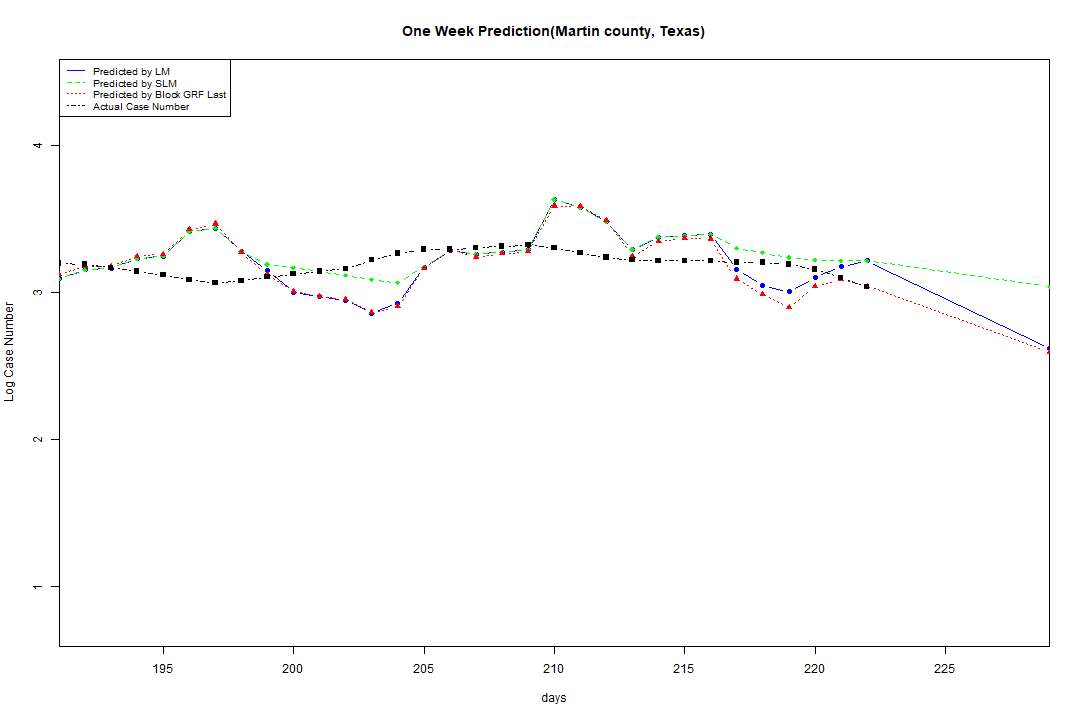 One Week Prediction(Martin county, Texas)
Predicted by LM
Predicted by SLM
Predicted by Block GRF Last
Actual Case Number
4
3
2
1
Log Case Number
195 200 205 210 215 220 225
days